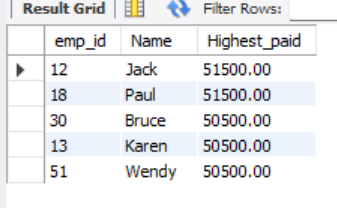 Result Grid Filter Rows:
emp_id Name Highest_paid
12 Jack 51500.00
18 Paul 51500.00
30 Bruce 50500.00
13 Karen 50500.00
51 Wendy 50500.00